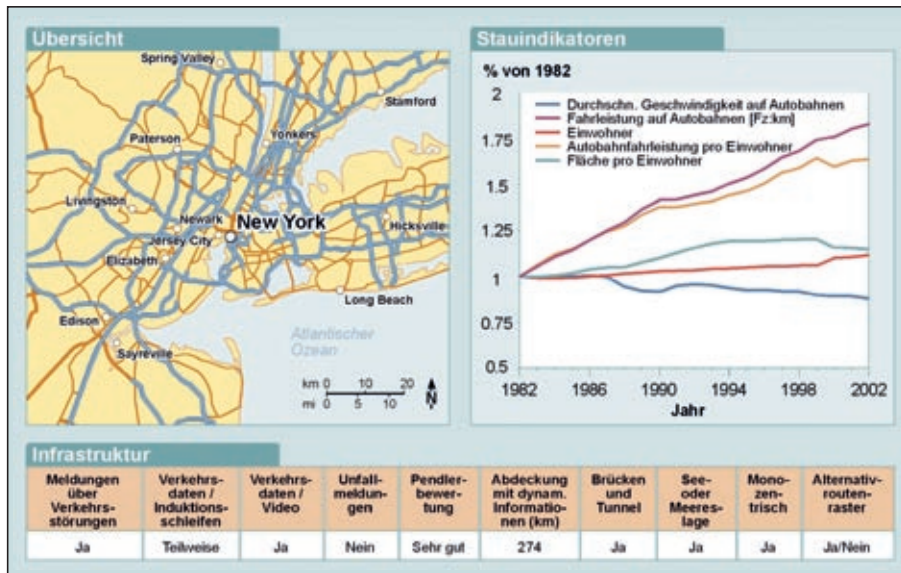 Übersicht
Spring Valley
Stamford
Yonkers
Paterson
Livingston
Newark
New York
Hicksville
Jersey City
Elizabeth
Long Beach
Edison
Sayreville
Atlantischer
Ozean
km 0 10 20
mi 0 5 10
N
Stauindikatoren
% von 1982
2
1.75
1.5
1.25
1
0.75
0.5
Durchschn. Geschwindigkeit auf Autobahnen
Fahrleistung auf Autobahnen [Fz:km]
Einwohner
Autobahnfahrleistung pro Einwohner
Fläche pro Einwohner
1982 1986 1990 1994 1998 2002
Jahr
Infrastruktur
Meldungen
über
Verkehrs-
störungen
Verkehrs-
daten /
Induktions-
schleifen
Verkehrs-
daten /
Video
Unfall-
meldun-
gen
Pendler-
bewer-
tung
Abdeckung
mit dynam.
Informatio-
nen (km)
Brücken
und
Tunnel
See-
oder
Meeres-
lage
Mono-
zen-
trisch
Alternativ-
routen-
raster
Ja Teilweise Ja Nein Sehr gut 274 Ja Ja Ja Ja/Nein